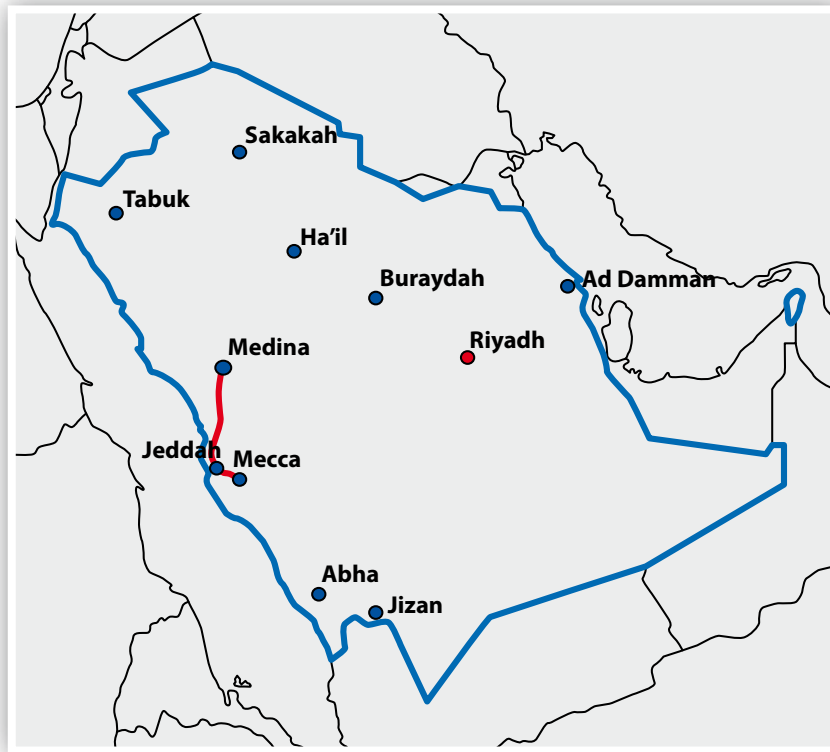 Sakakah
Tabuk
Ha’il
Buraydah
Ad Damman
Riyadh
Medina
Jeddah
Mecca
Abha
Jizan